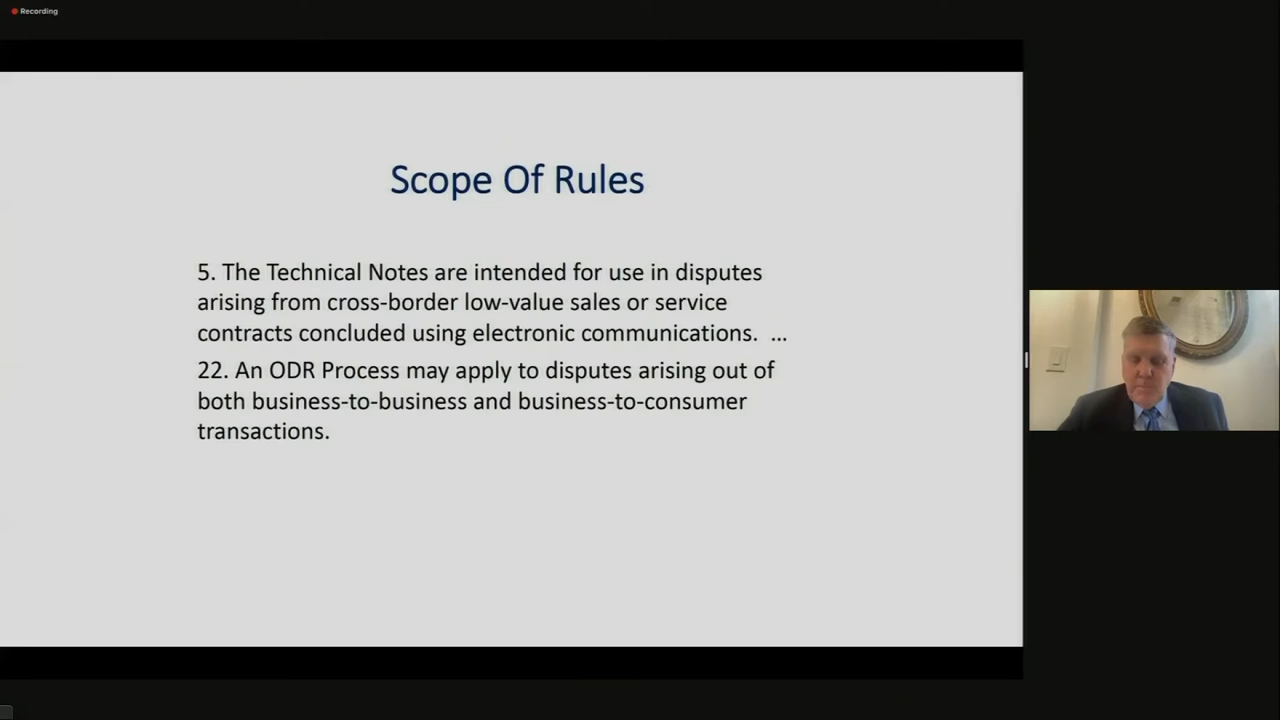 Recording
Scope Of Rules
5. The Technical Notes are intended for use in disputes
arising from cross-border low-value sales or service
contracts concluded using electronic communications.  ...
22. An ODR Process may apply to disputes arising out of
both business-to-business and business-to-consumer
transactions.